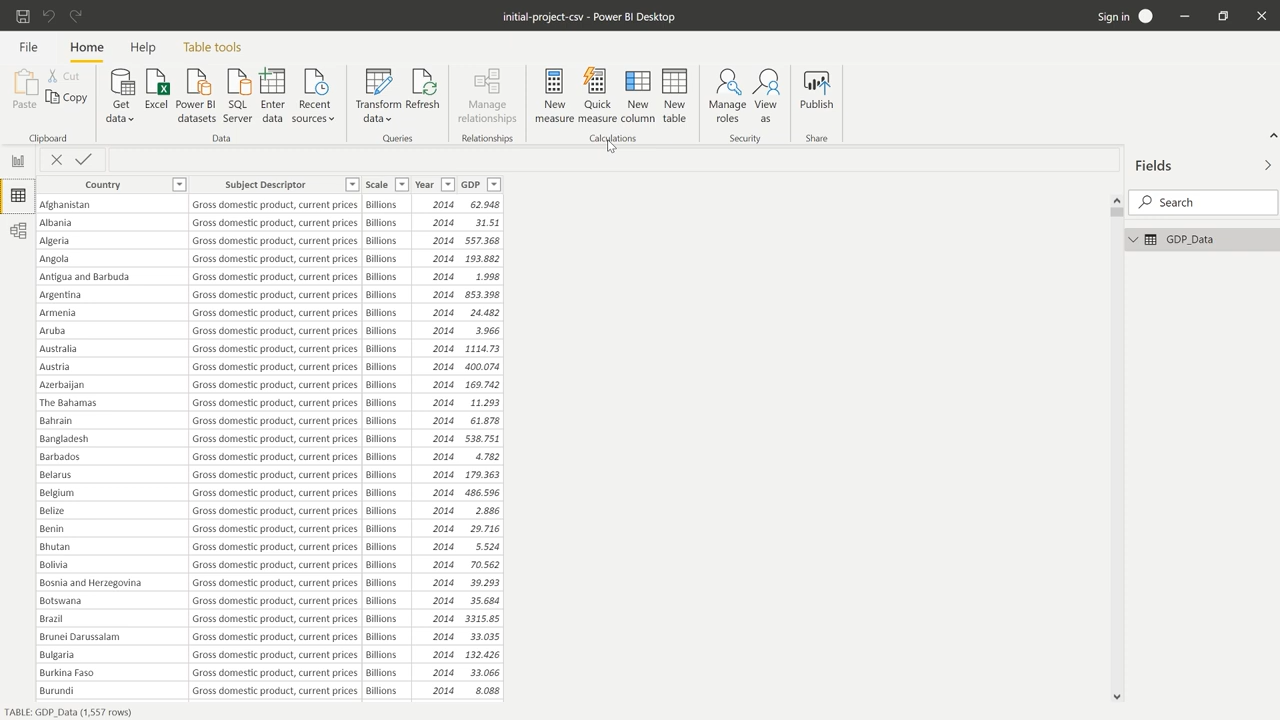 initial-project-csv - Power BI Desktop
Sign in
File Home Help Table tools
Paste
Cut
Copy
Clipboard
Get data
Excel
Power BI datasets
SQL Server
Enter data
Recent sources
Data
Transform data
Refresh
Queries
Manage relationships
Relationships
New measure
Quick measure
New column
New table
Calculations
Manage roles
View as
Security
Publish
Share
Fields
Search
GDP_Data
Country Subject Descriptor Scale Year GDP
Afghanistan Gross domestic product, current prices Billions 2014 62.948
Albania Gross domestic product, current prices Billions 2014 31.51
Algeria Gross domestic product, current prices Billions 2014 557.368
Angola Gross domestic product, current prices Billions 2014 193.882
Antigua and Barbuda Gross domestic product, current prices Billions 2014 1.998
Argentina Gross domestic product, current prices Billions 2014 853.398
Armenia Gross domestic product, current prices Billions 2014 24.482
Aruba Gross domestic product, current prices Billions 2014 3.966
Australia Gross domestic product, current prices Billions 2014 1114.73
Austria Gross domestic product, current prices Billions 2014 400.074
Azerbaijan Gross domestic product, current prices Billions 2014 169.742
The Bahamas Gross domestic product, current prices Billions 2014 11.293
Bahrain Gross domestic product, current prices Billions 2014 61.878
Bangladesh Gross domestic product, current prices Billions 2014 538.751
Barbados Gross domestic product, current prices Billions 2014 4.782
Belarus Gross domestic product, current prices Billions 2014 179.363
Belgium Gross domestic product, current prices Billions 2014 486.596
Belize Gross domestic product, current prices Billions 2014 2.886
Benin Gross domestic product, current prices Billions 2014 29.716
Bhutan Gross domestic product, current prices Billions 2014 5.524
Bolivia Gross domestic product, current prices Billions 2014 70.562
Bosnia and Herzegovina Gross domestic product, current prices Billions 2014 39.293
Botswana Gross domestic product, current prices Billions 2014 35.684
Brazil Gross domestic product, current prices Billions 2014 3315.85
Brunei Darussalam Gross domestic product, current prices Billions 2014 33.035
Bulgaria Gross domestic product, current prices Billions 2014 132.426
Burkina Faso Gross domestic product, current prices Billions 2014 33.066
Burundi Gross domestic product, current prices Billions 2014 8.088
TABLE: GDP_Data (1,557 rows)